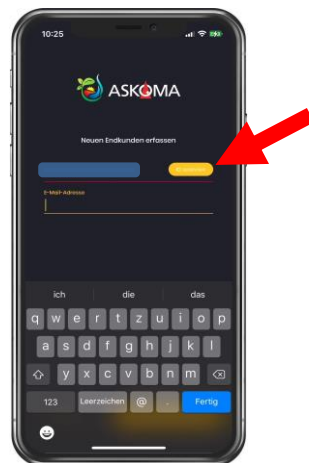 10:25
ASKOMA
Neuen Endkunden erfassen
E-Mail-Adresse
ich die das
q w e r t z u i o p
a s d f g h j k l
y x c v b n m
123 Leerzeichen @ . Fertig